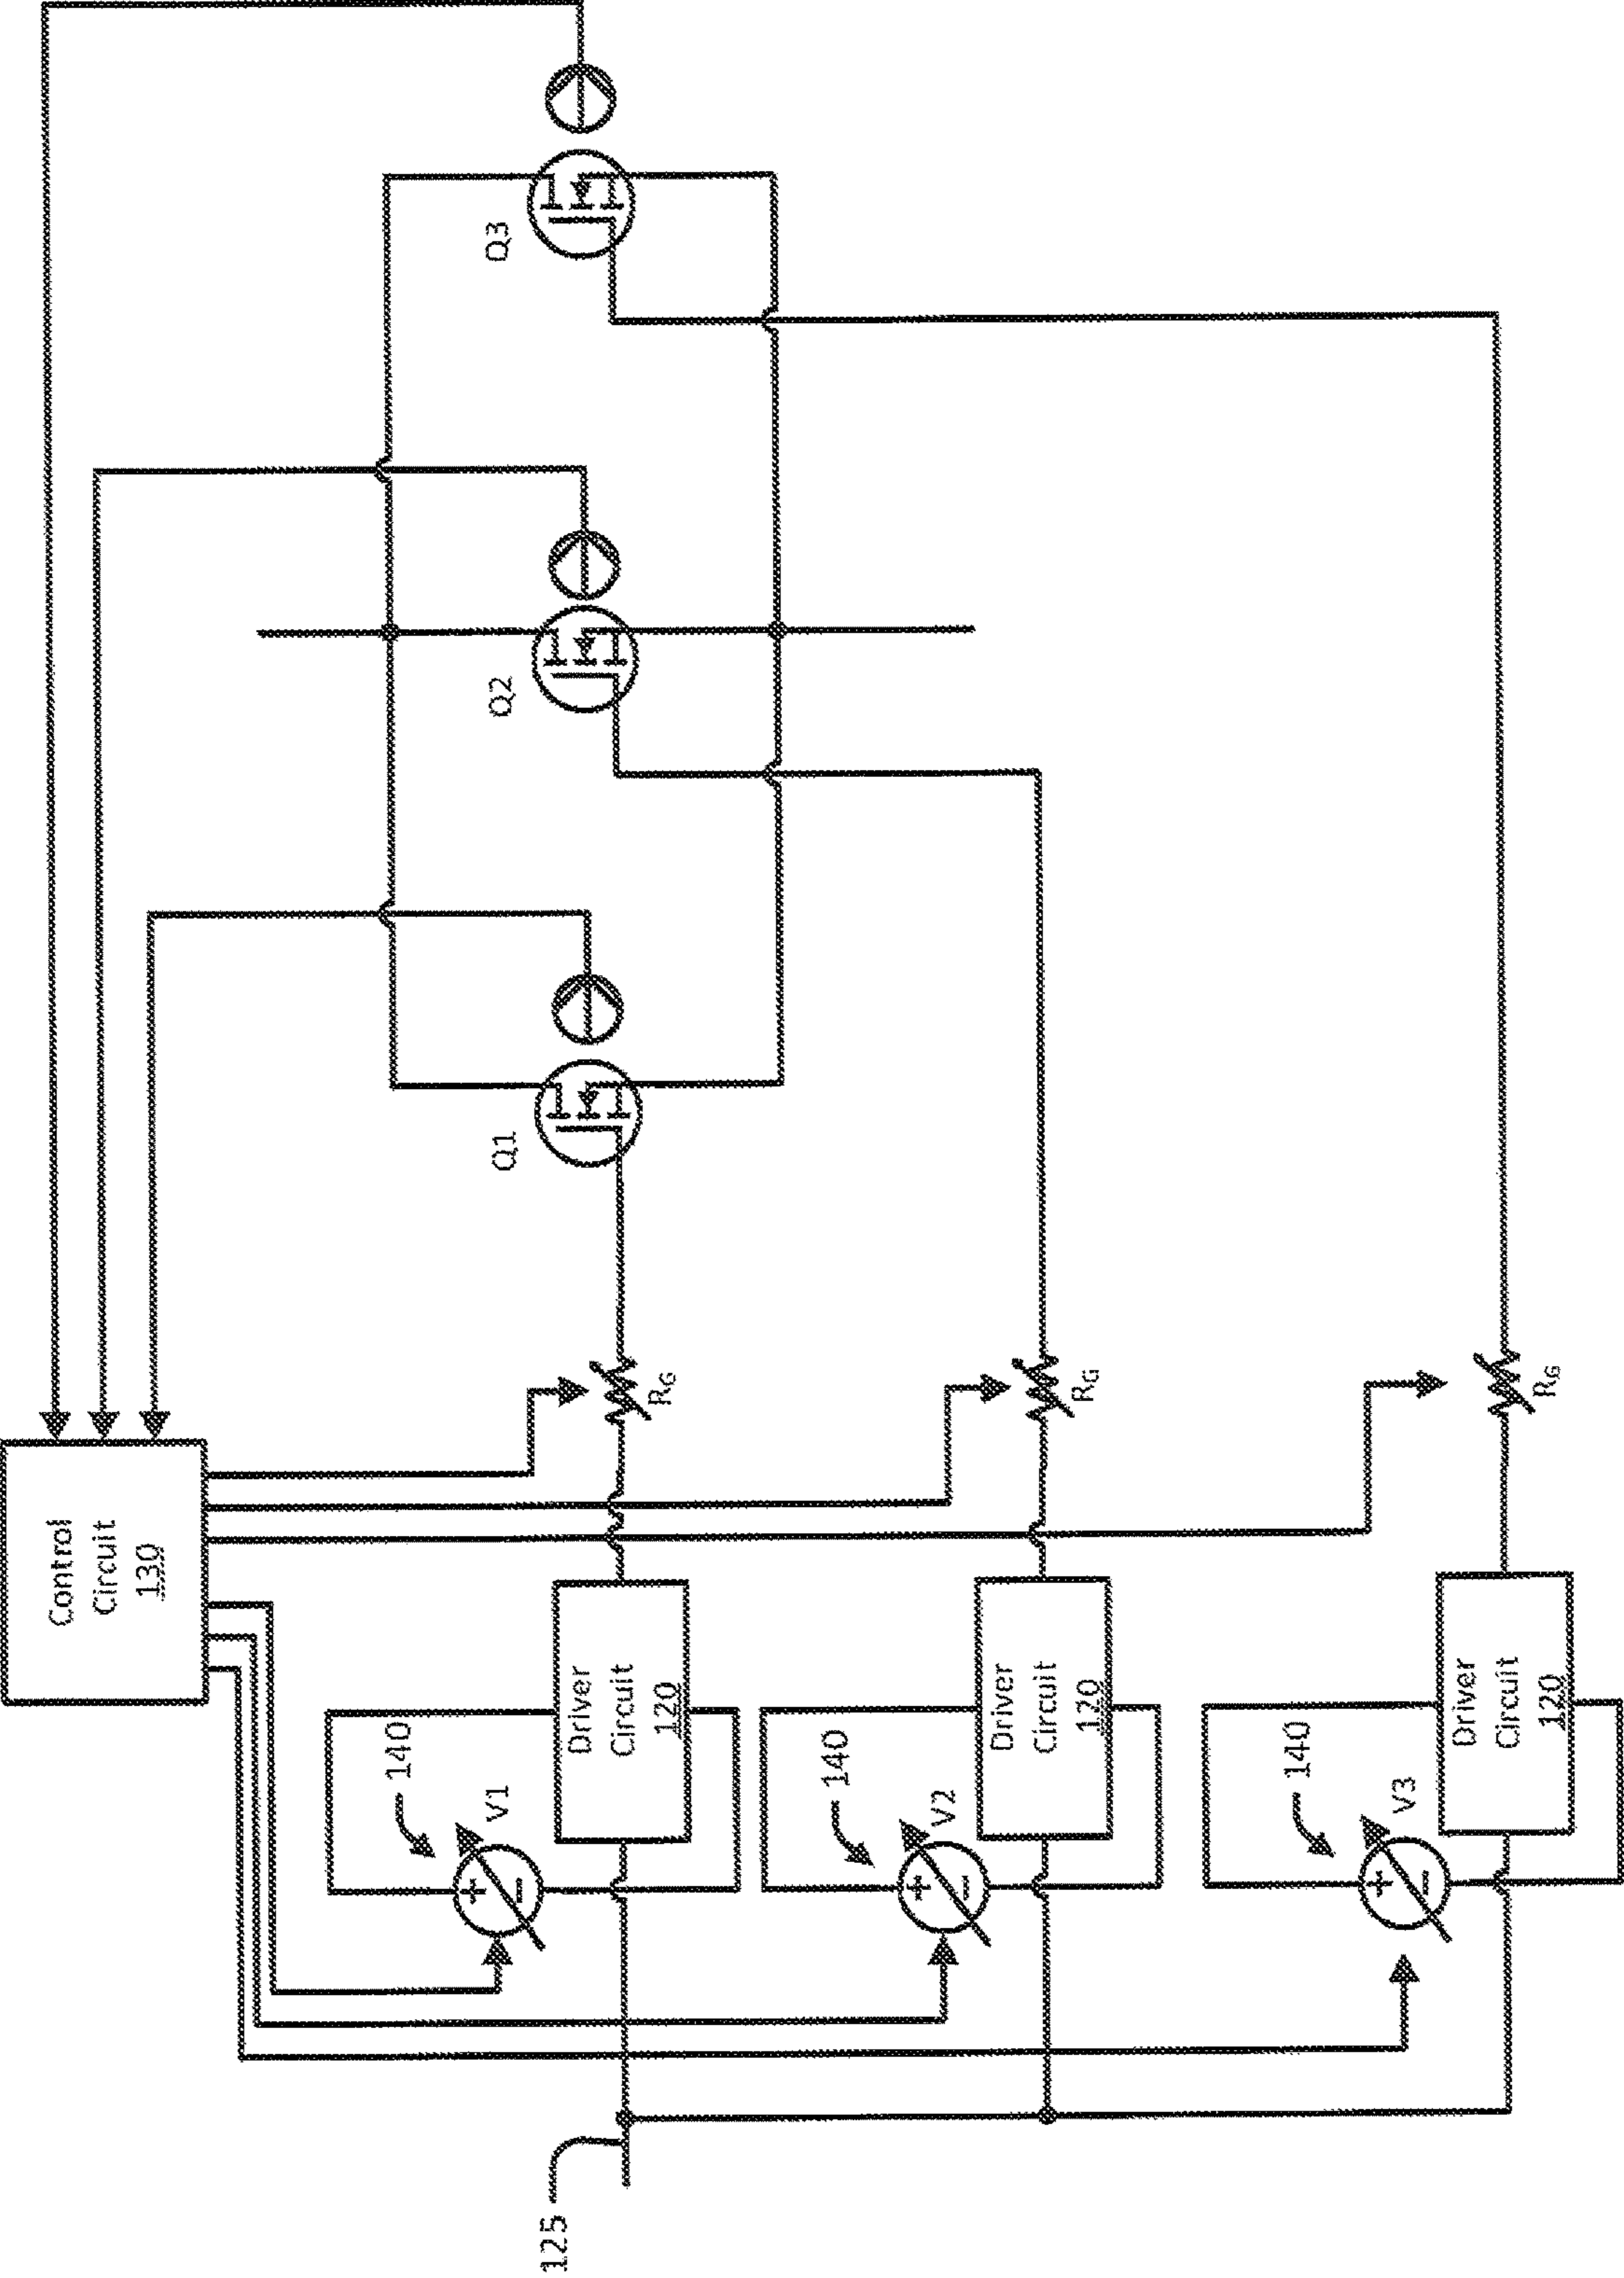 Control
Circuit
130
Q1
Q2
Q3
140
V1
Driver
Circuit
120
RG
140
V2
Driver
Circuit
120
RG
140
V3
Driver
Circuit
120
RG
125